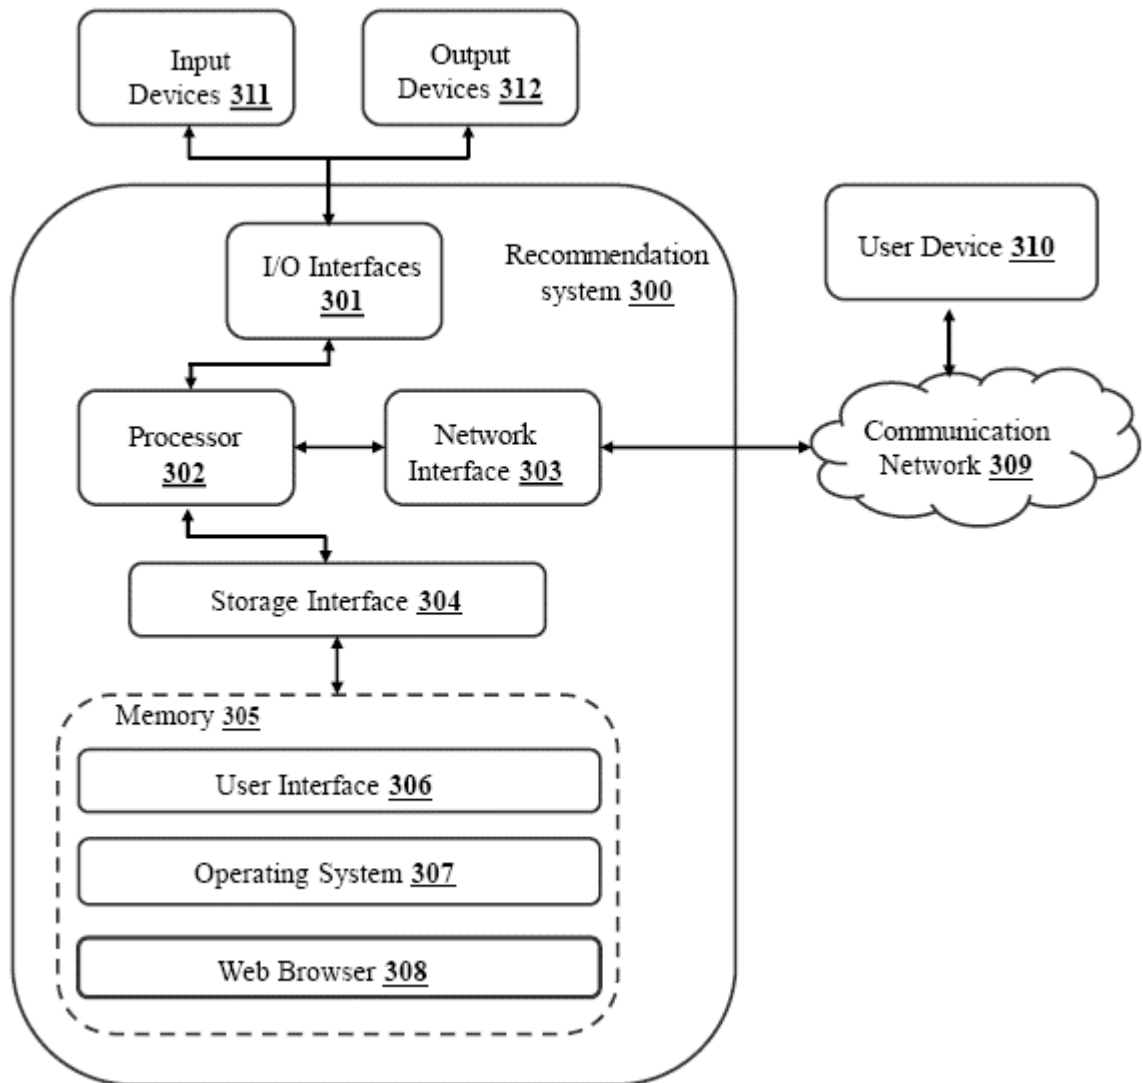 Input
Devices 311
Output
Devices 312
I/O Interfaces
301
Recommendation
system 300
User Device 310
Processor
302
Network
Interface 303
Communication
Network 309
Storage Interface 304
Memory 305
User Interface 306
Operating System 307
Web Browser 308